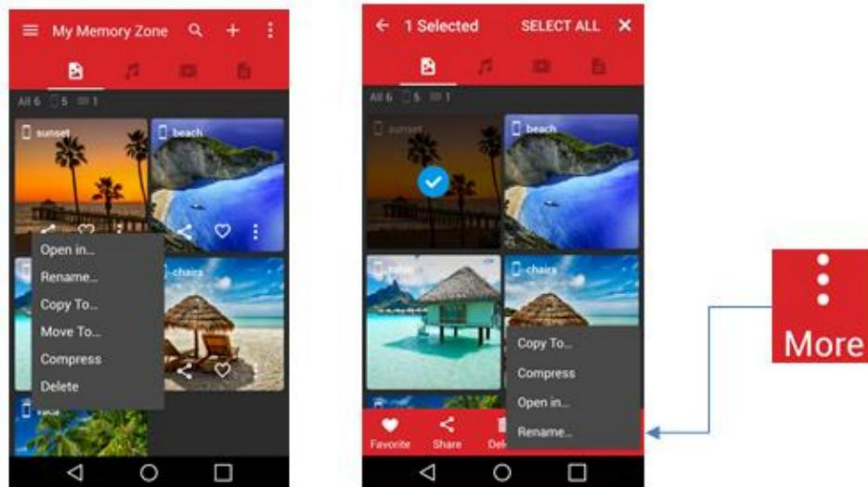 My Memory Zone
All 6 5 1
sunset
beach
Open in...
Rename...
Copy To...
Move To...
Compress
Delete
chairs
vaca
1 Selected SELECT ALL
All 6 5 1
sunset
beach
chairs
Copy To...
Compress
Open in...
Rename...
Favorite Share
More